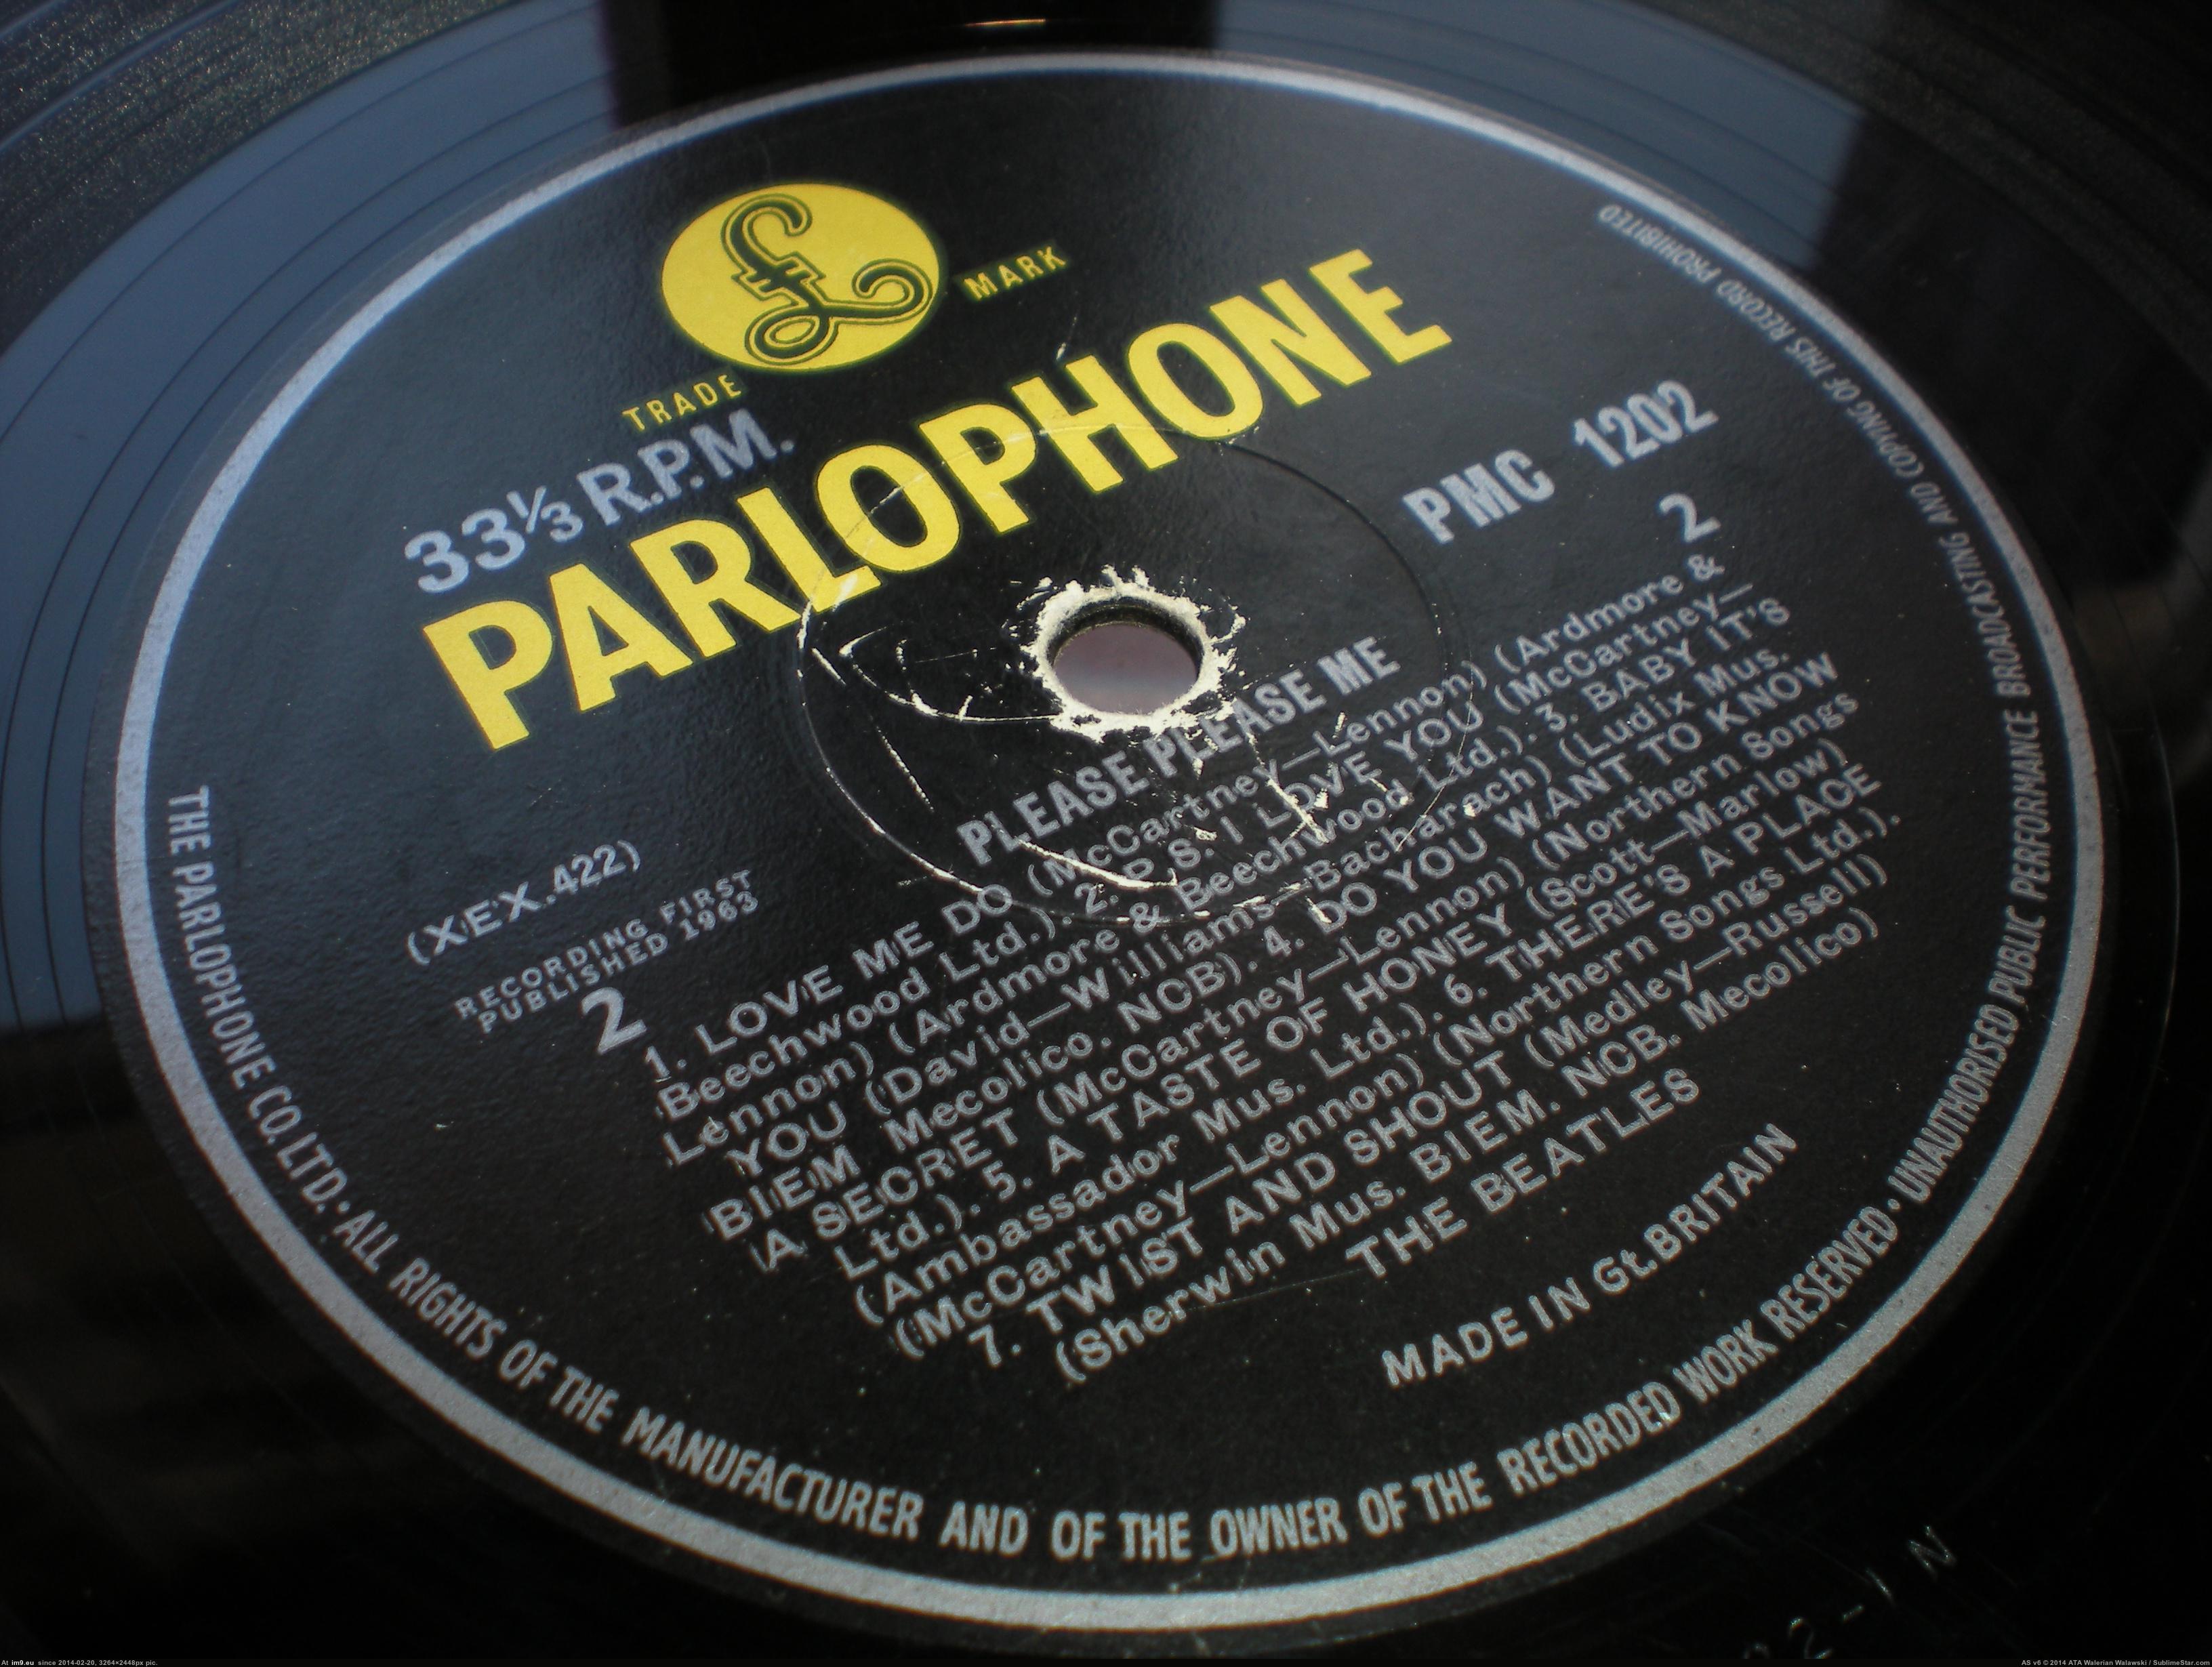 £
TRADE MARK
33⅓ R.P.M.
PARLOPHONE
PMC 1202
(XEX.422)
RECORDING FIRST
PUBLISHED 1963
2
2
PLEASE PLEASE ME
1. LOVE ME DO (McCartney—Lennon) (Ardmore &
Beechwood Ltd.). 2. P.S. I LOVE YOU (McCartney—
Lennon) (Ardmore & Beechwood Ltd.). 3. BABY IT'S
YOU (David—Williams—Bacharach) (Ludix Mus.
BIEM Mecolico. NCB). 4. DO YOU WANT TO KNOW
A SECRET (McCartney—Lennon) (Northern Songs
Ltd.). 5. A TASTE OF HONEY (Scott—Marlow)
(Ambassador Mus. Ltd.). 6. THERE'S A PLACE
(McCartney—Lennon) (Northern Songs Ltd.).
7. TWIST AND SHOUT (Medley—Russell)
(Sherwin Mus. BIEM. NCB. Mecolico)
THE BEATLES
MADE IN Gt. BRITAIN
THE PARLOPHONE CO. LTD. · ALL RIGHTS OF THE MANUFACTURER AND OF THE OWNER OF THE RECORDED WORK RESERVED · UNAUTHORISED PUBLIC PERFORMANCE BROADCASTING AND COPYING OF THIS RECORD PROHIBITED
22-1 N
At im9.eu since 2014-02-20, 3264×2448px pic.
AS v6 © 2014 ATA Walerian Walawski / SublimeStar.com